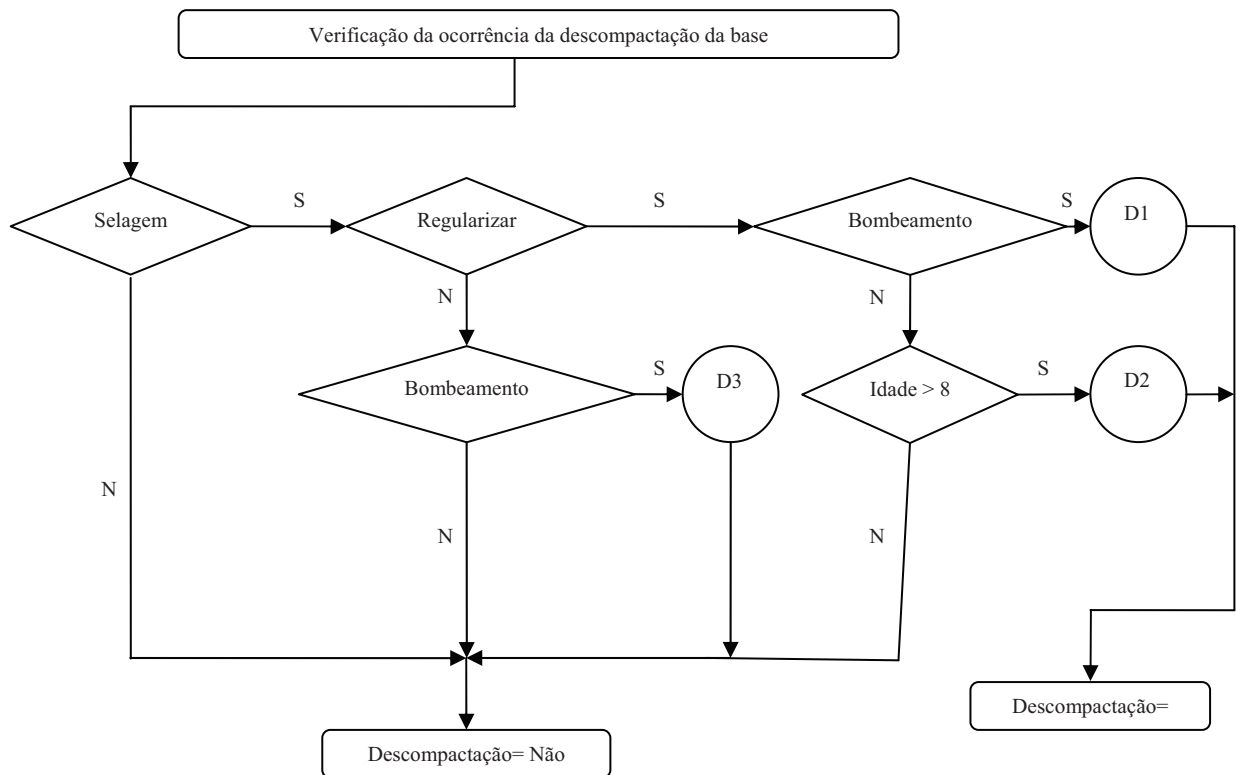 Verificação da ocorrência da descompactação da base
Selagem
S
Regularizar
S
Bombeamento
S
D1
N
N
Bombeamento
S
D3
Idade > 8
S
D2
N
N
N
Descompactação=
Descompactação= Não